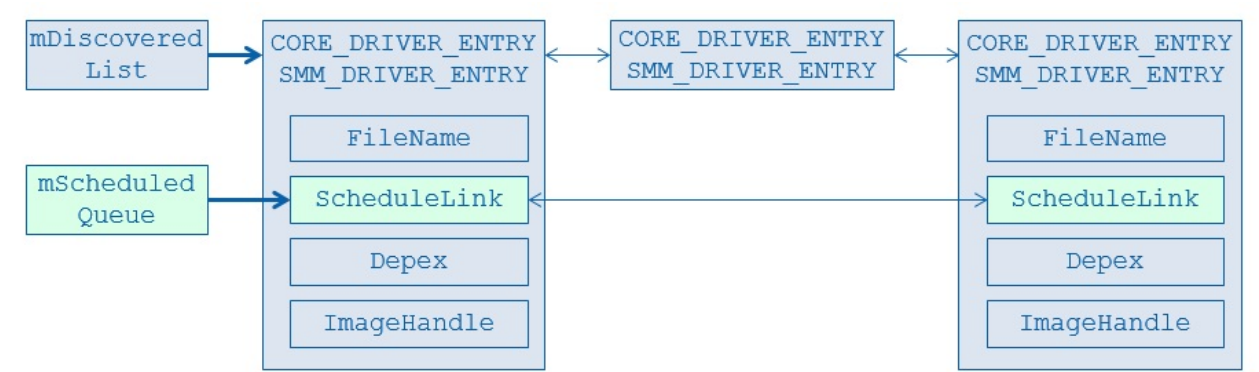 mDiscovered
List
CORE_DRIVER_ENTRY
SMM_DRIVER_ENTRY
FileName
ScheduleLink
Depex
ImageHandle
CORE_DRIVER_ENTRY
SMM_DRIVER_ENTRY
CORE_DRIVER_ENTRY
SMM_DRIVER_ENTRY
FileName
ScheduleLink
Depex
ImageHandle
mScheduled
Queue